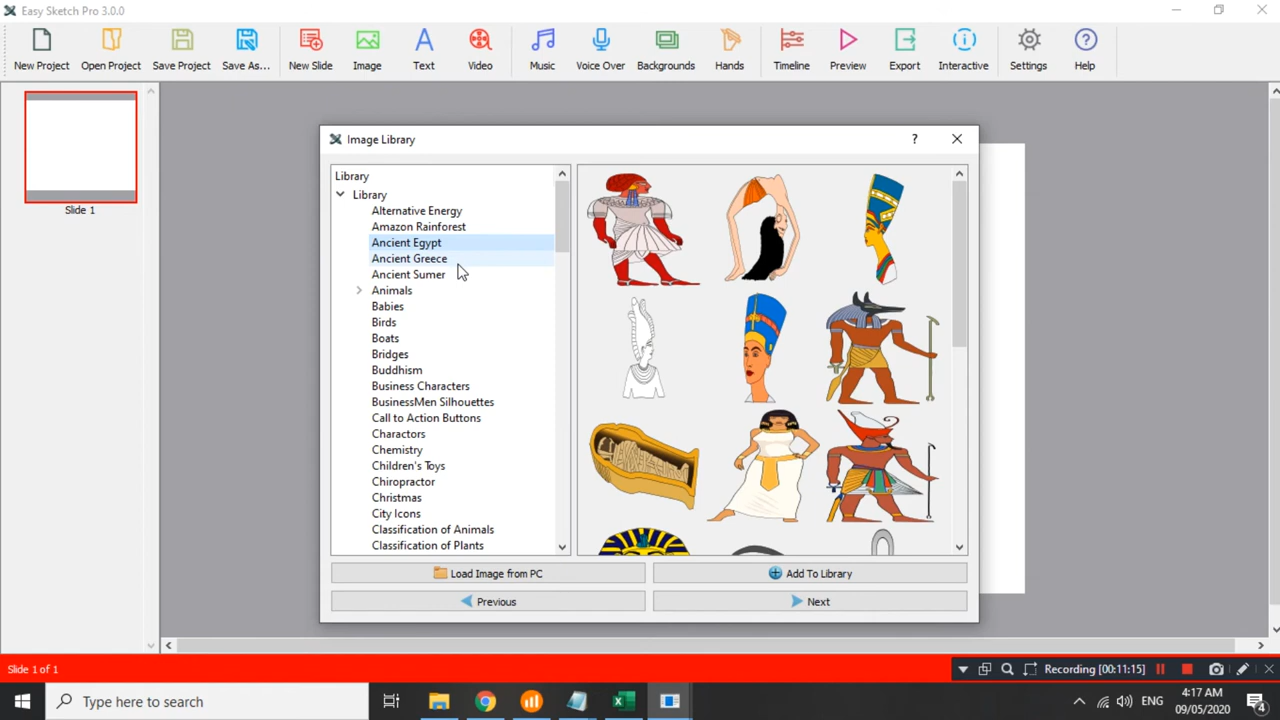 Easy Sketch Pro 3.0.0
New Project
Open Project
Save Project
Save As...
New Slide
Image
Text
Video
Music
Voice Over
Backgrounds
Hands
Timeline
Preview
Export
Interactive
Settings
Help
Slide 1
Image Library
?
Library
Library
Alternative Energy
Amazon Rainforest
Ancient Egypt
Ancient Greece
Ancient Sumer
Animals
Babies
Birds
Boats
Bridges
Buddhism
Business Characters
BusinessMen Silhouettes
Call to Action Buttons
Charactors
Chemistry
Children's Toys
Chiropractor
Christmas
City Icons
Classification of Animals
Classification of Plants
Load Image from PC
Add To Library
Previous
Next
Slide 1 of 1
Recording [00:11:15]
Type here to search
ENG
4:17 AM
09/05/2020
4